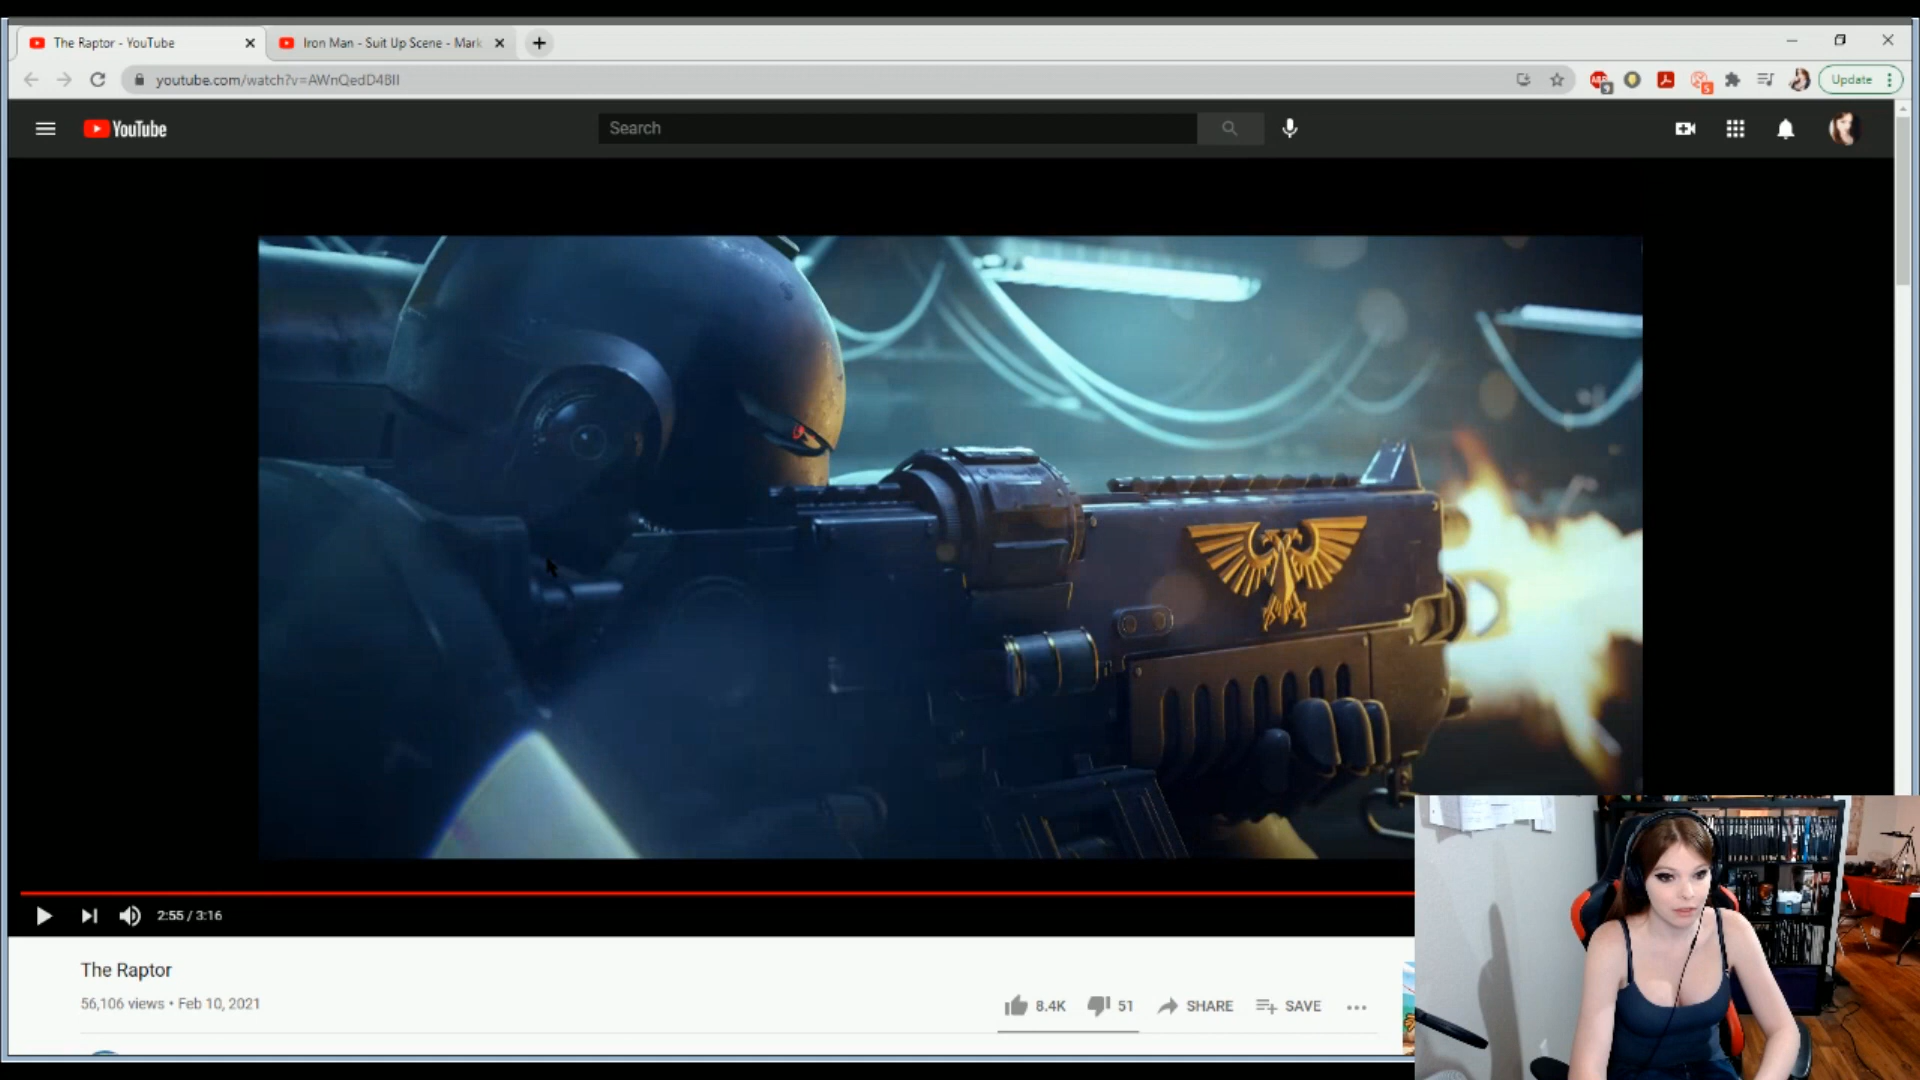 The Raptor - YouTube
Iron Man - Suit Up Scene - Mark
youtube.com/watch?v=AWnQedD4BlI
Update
YouTube
Search
2:55 / 3:16
The Raptor
56,106 views • Feb 10, 2021
8.4K
51
SHARE
SAVE